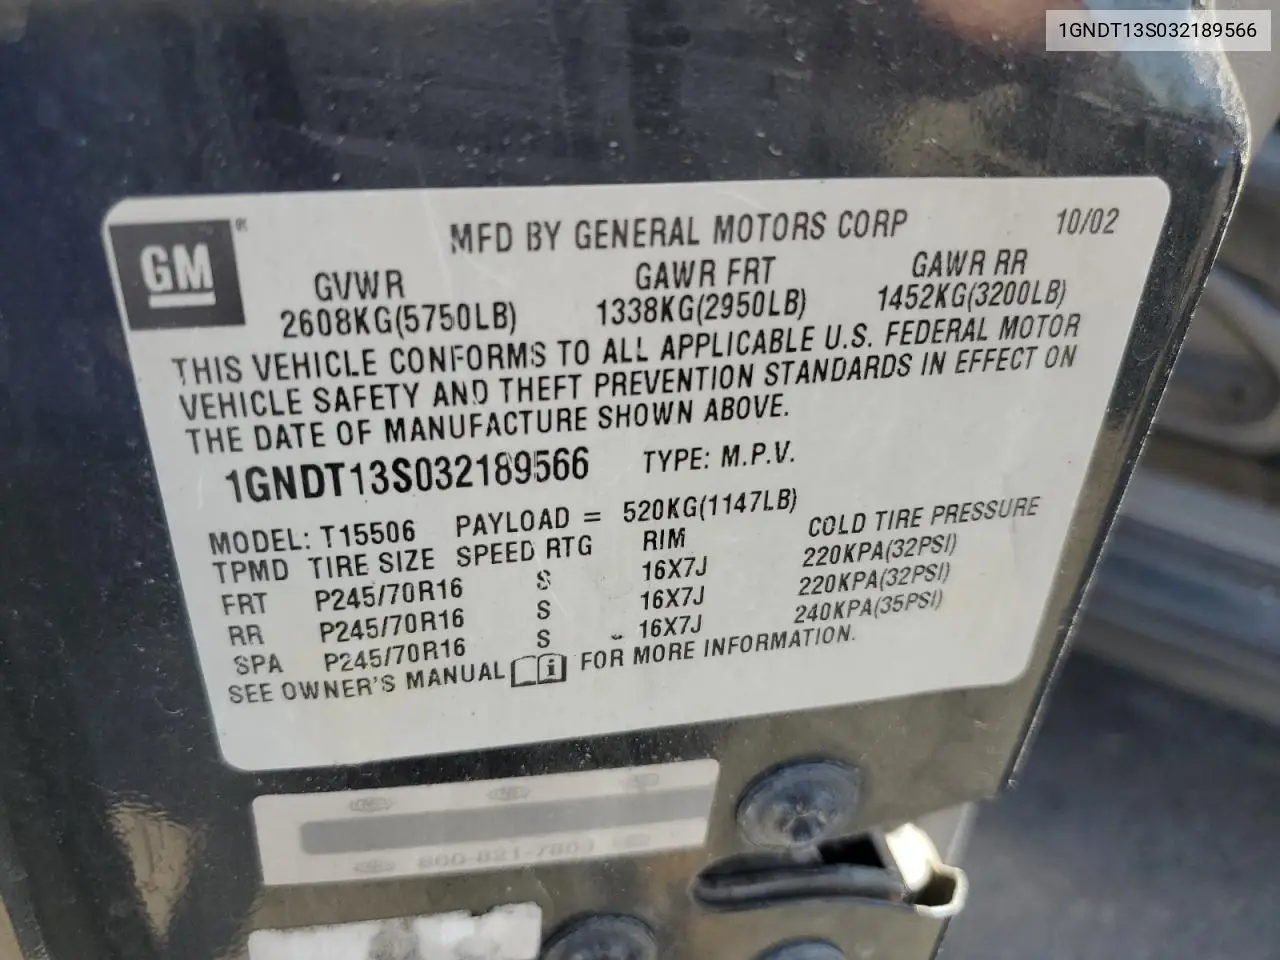 1GNDT13S032189566
GM®
MFD BY GENERAL MOTORS CORP 10/02
GVWR GAWR FRT GAWR RR
2608KG(5750LB) 1338KG(2950LB) 1452KG(3200LB)
THIS VEHICLE CONFORMS TO ALL APPLICABLE U.S. FEDERAL MOTOR
VEHICLE SAFETY AND THEFT PREVENTION STANDARDS IN EFFECT ON
THE DATE OF MANUFACTURE SHOWN ABOVE.
1GNDT13S032189566 TYPE: M.P.V.
MODEL: T15506 PAYLOAD = 520KG(1147LB)
TPMD TIRE SIZE SPEED RTG RIM COLD TIRE PRESSURE
FRT P245/70R16 S 16X7J 220KPA(32PSI)
RR P245/70R16 S 16X7J 220KPA(32PSI)
SPA P245/70R16 S 16X7J 240KPA(35PSI)
SEE OWNER'S MANUAL i FOR MORE INFORMATION.